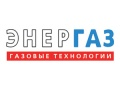 ЭНЕРГАЗ
ГАЗОВЫЕ ТЕХНОЛОГИИ